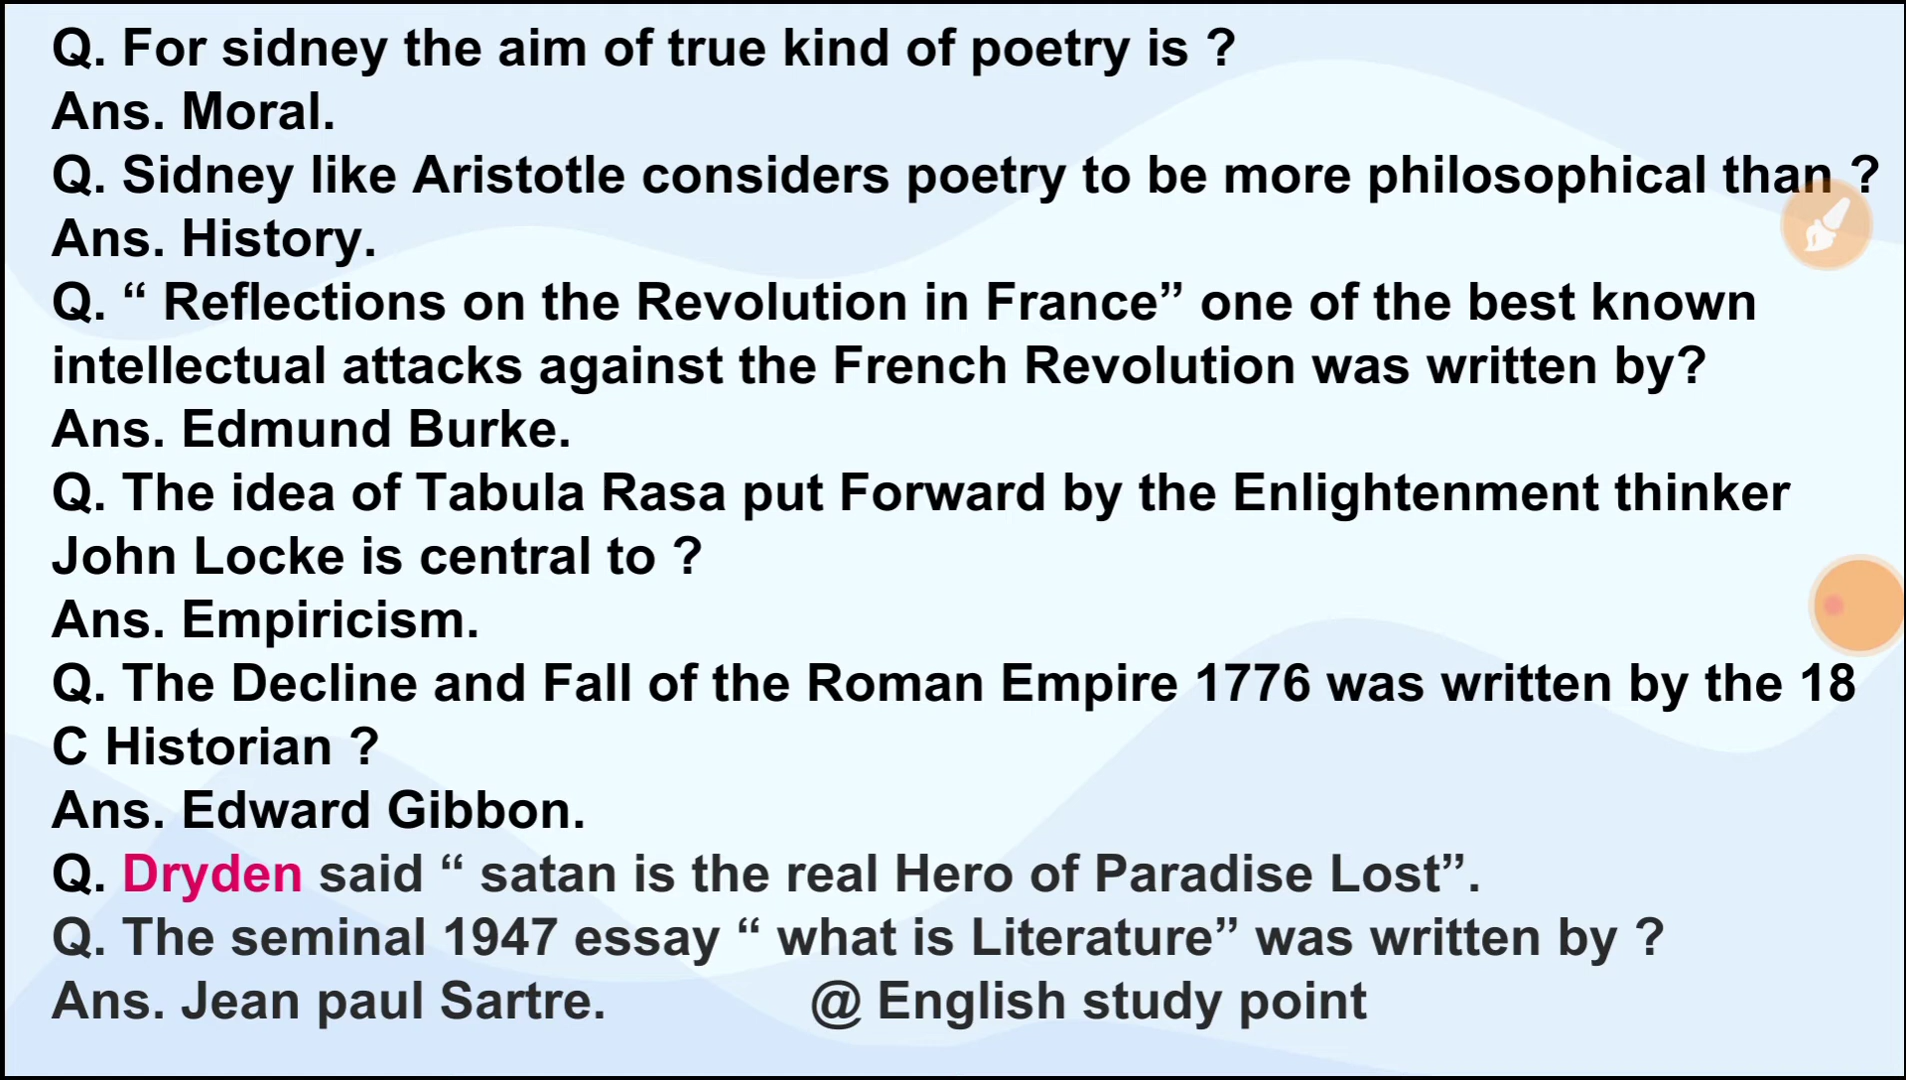 Q. For sidney the aim of true kind of poetry is ?
Ans. Moral.
Q. Sidney like Aristotle considers poetry to be more philosophical than ?
Ans. History.
Q. “ Reflections on the Revolution in France” one of the best known
intellectual attacks against the French Revolution was written by?
Ans. Edmund Burke.
Q. The idea of Tabula Rasa put Forward by the Enlightenment thinker
John Locke is central to ?
Ans. Empiricism.
Q. The Decline and Fall of the Roman Empire 1776 was written by the 18
C Historian ?
Ans. Edward Gibbon.
Q. Dryden said “ satan is the real Hero of Paradise Lost”.
Q. The seminal 1947 essay “ what is Literature” was written by ?
Ans. Jean paul Sartre. @ English study point